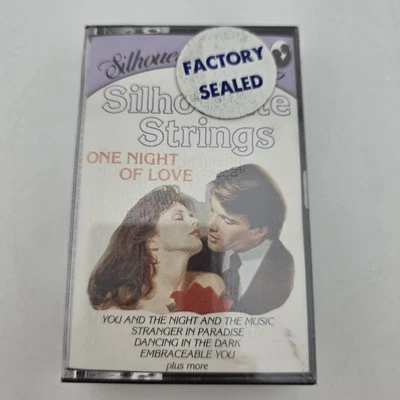 FACTORY
SEALED
Strings
ONE NIGHT
OF LOVE
YOU AND THE NIGHT AND THE MUSIC
STRANGER IN PARADISE
DANCING IN THE DARK
EMBRACEABLE YOU
plus more